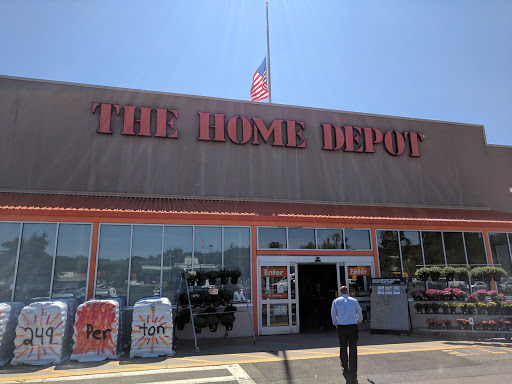 THE HOME DEPOT
Enter
Enter
249 Per ton